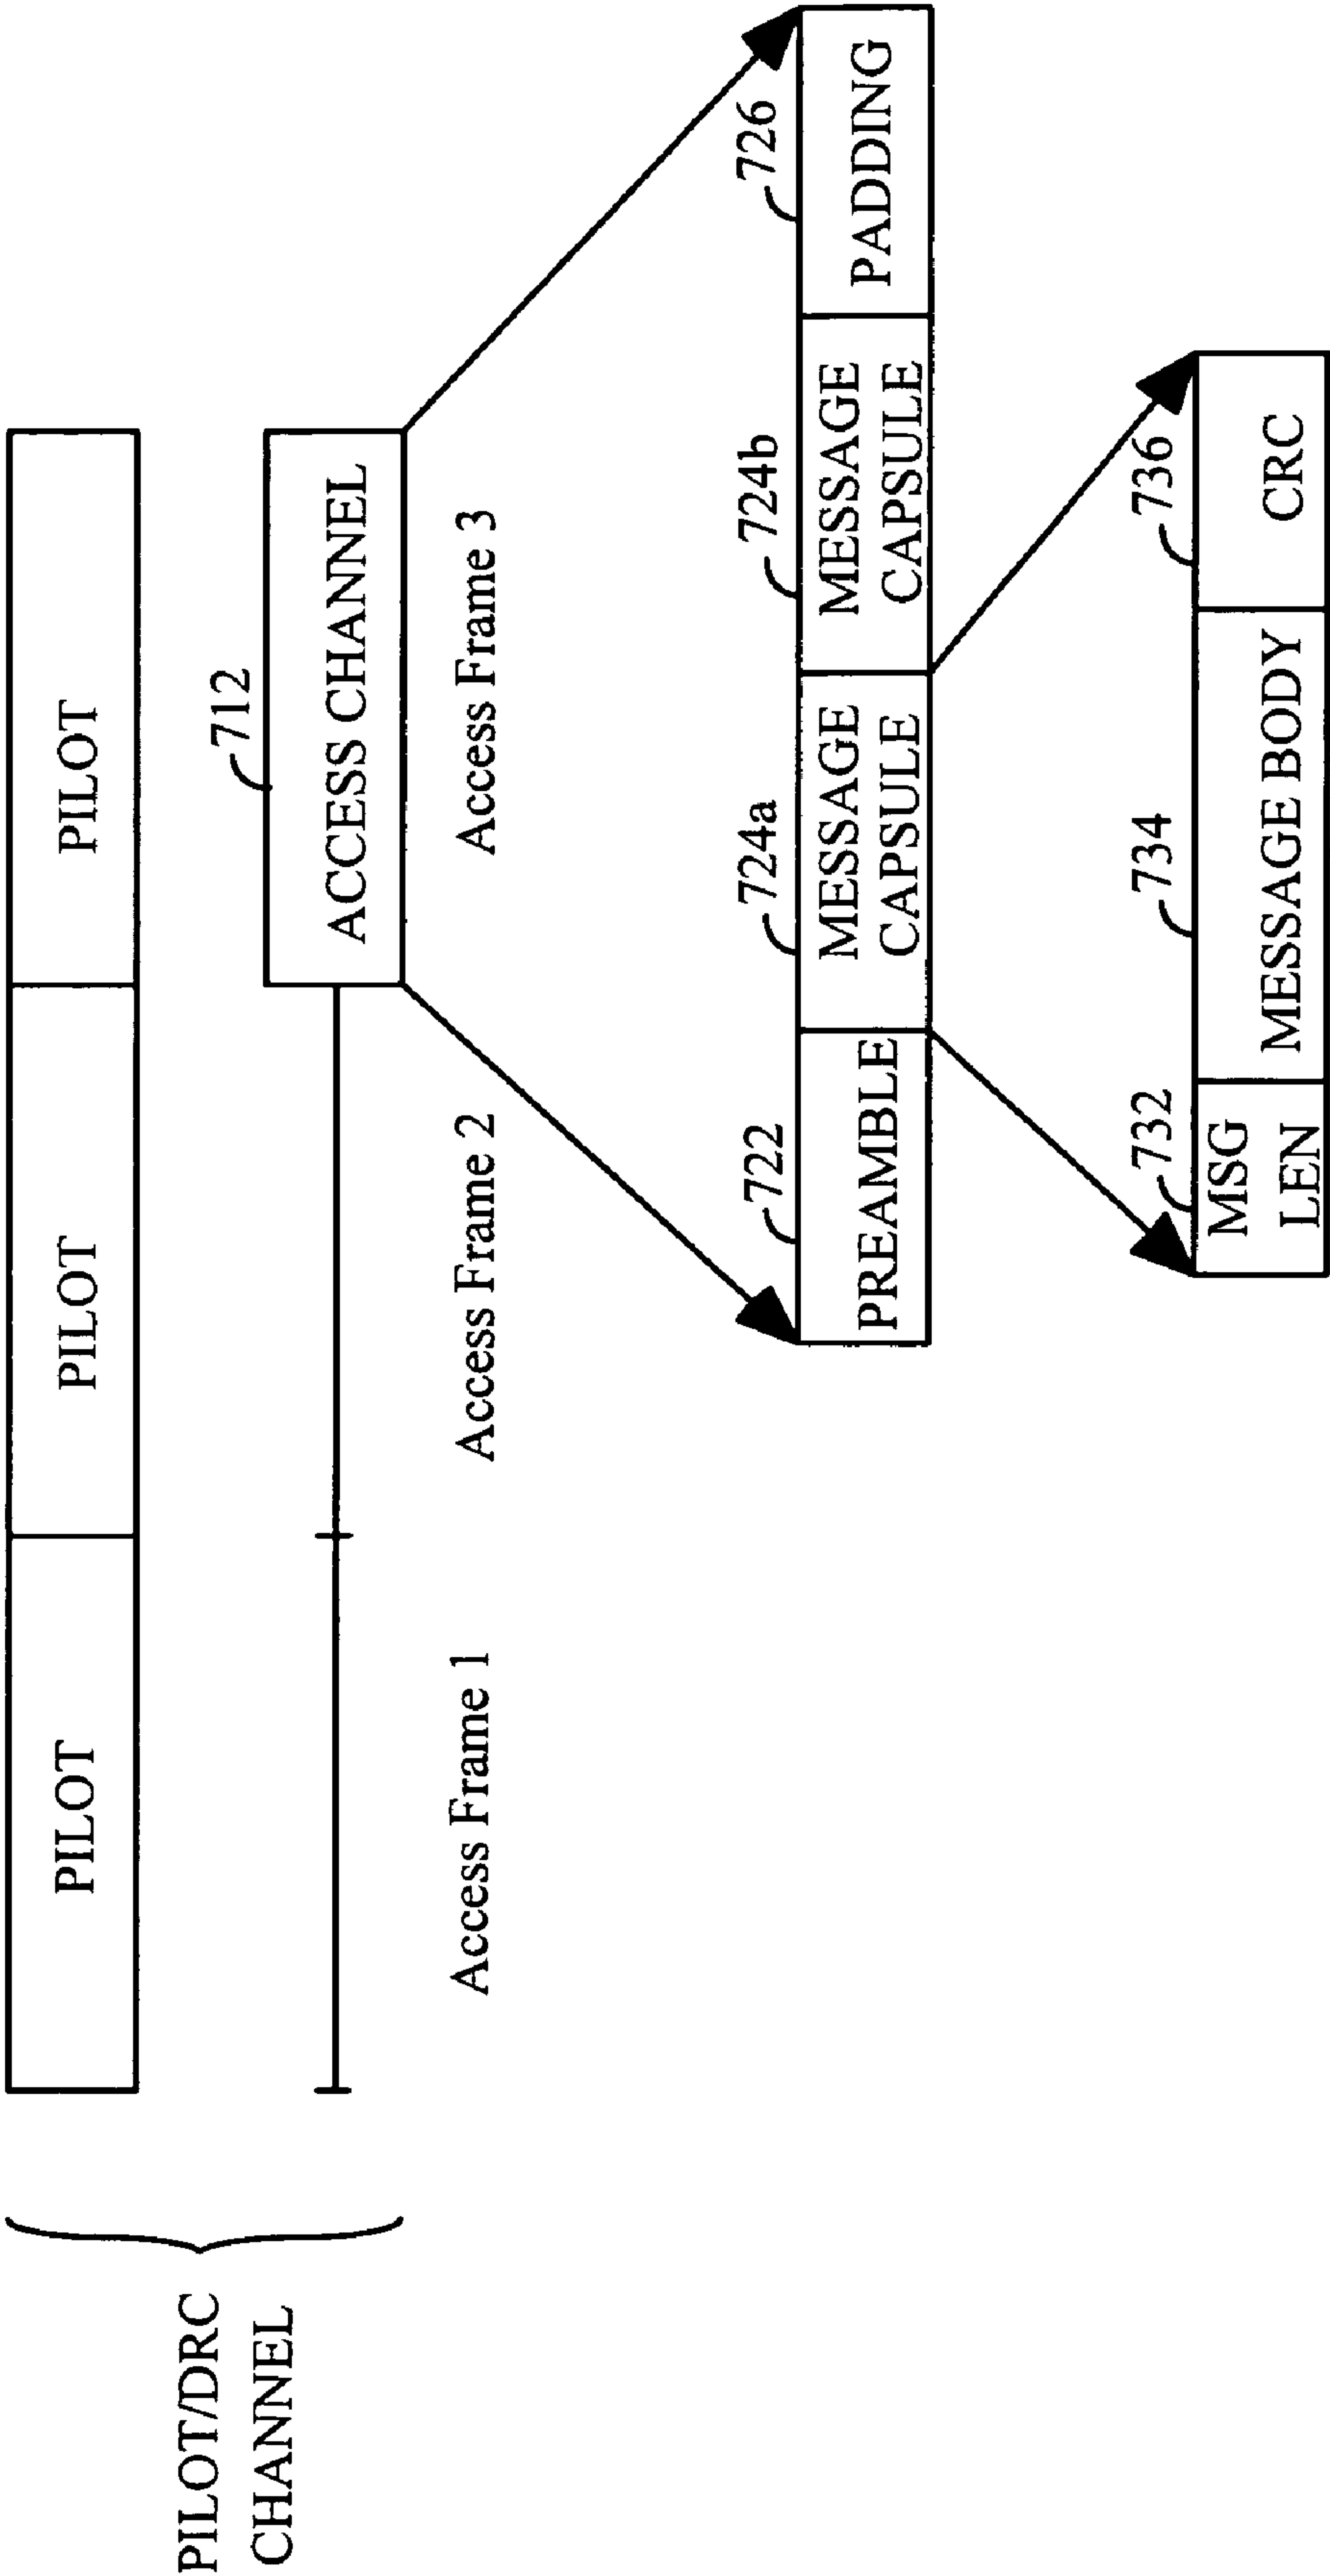 PILOT/DRC
CHANNEL
PILOT
PILOT
PILOT
712
ACCESS CHANNEL
Access Frame 1
Access Frame 2
Access Frame 3
722
724a
724b
726
PREAMBLE
MESSAGE
CAPSULE
MESSAGE
CAPSULE
PADDING
732
734
736
MSG
LEN
MESSAGE BODY
CRC